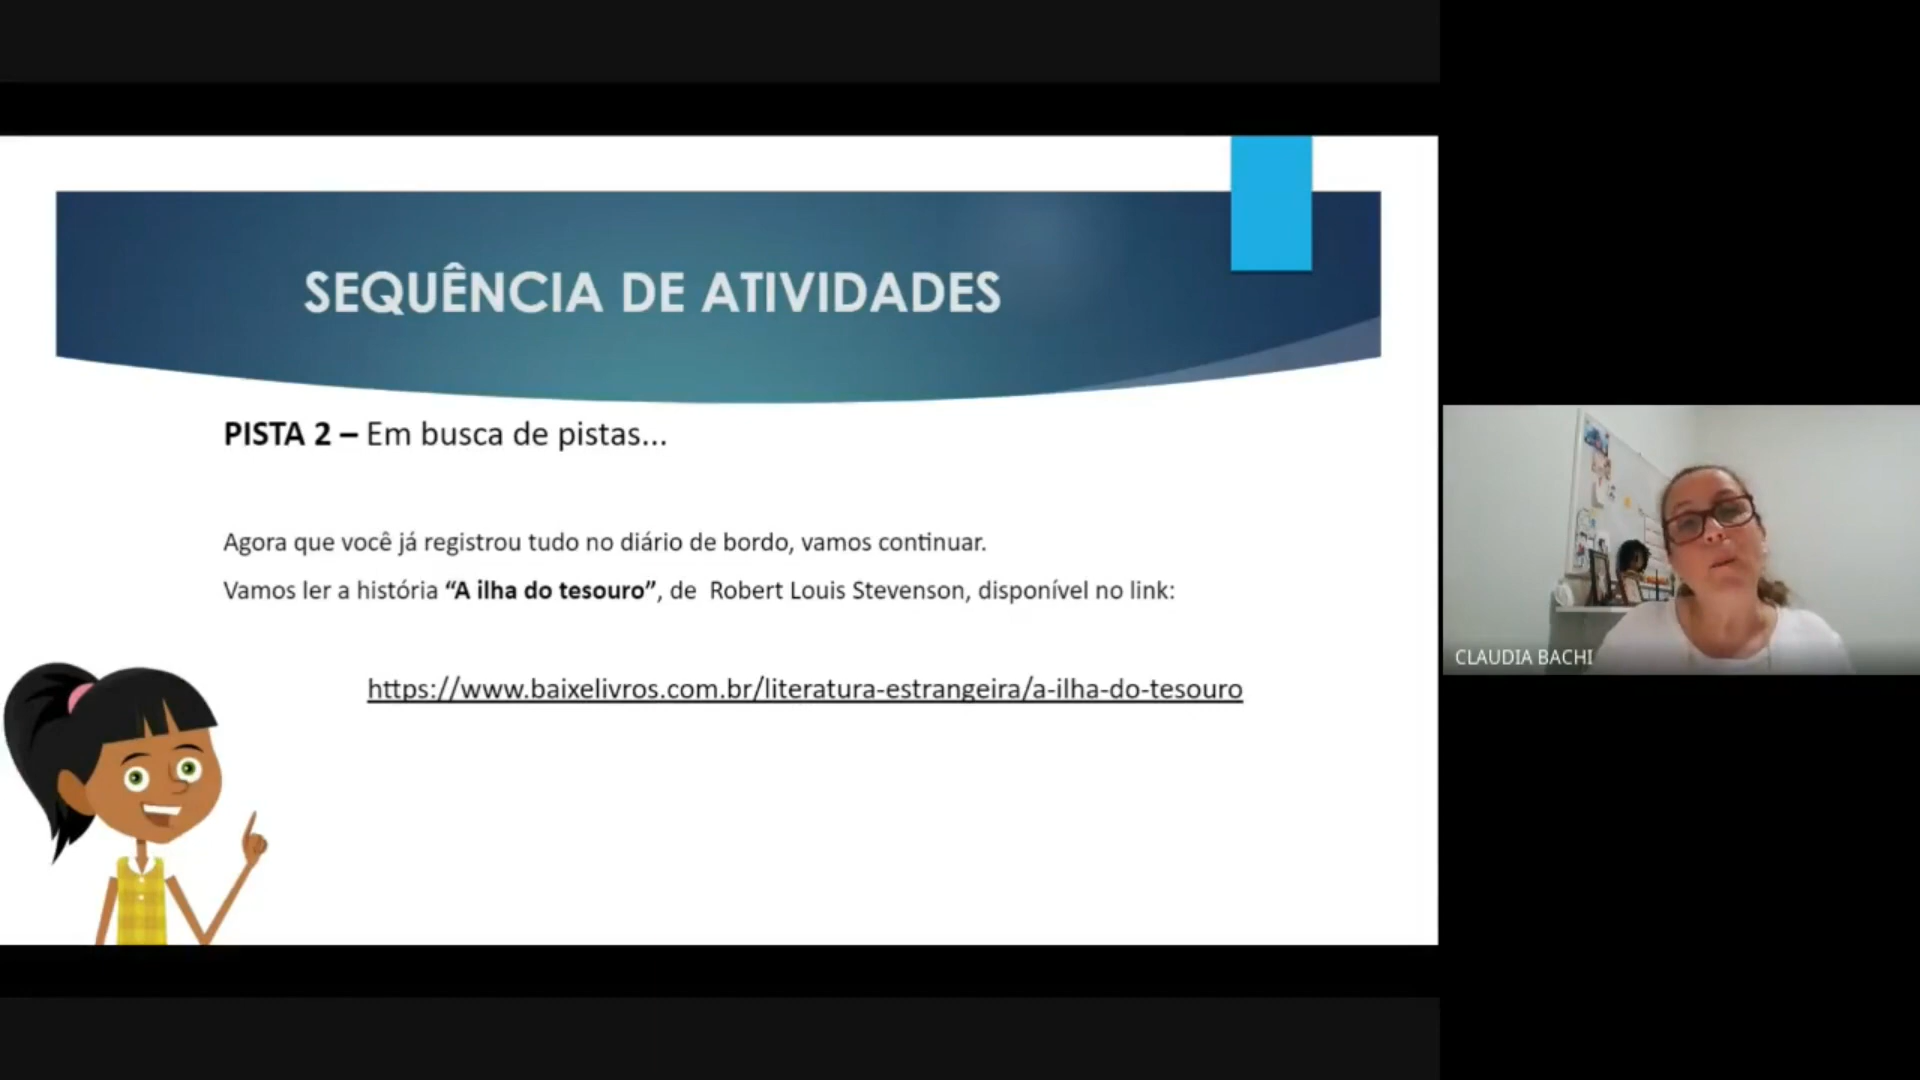 SEQUÊNCIA DE ATIVIDADES
PISTA 2 – Em busca de pistas...
Agora que você já registrou tudo no diário de bordo, vamos continuar.
Vamos ler a história “A ilha do tesouro”, de  Robert Louis Stevenson, disponível no link:
https://www.baixelivros.com.br/literatura-estrangeira/a-ilha-do-tesouro
CLAUDIA BACHI